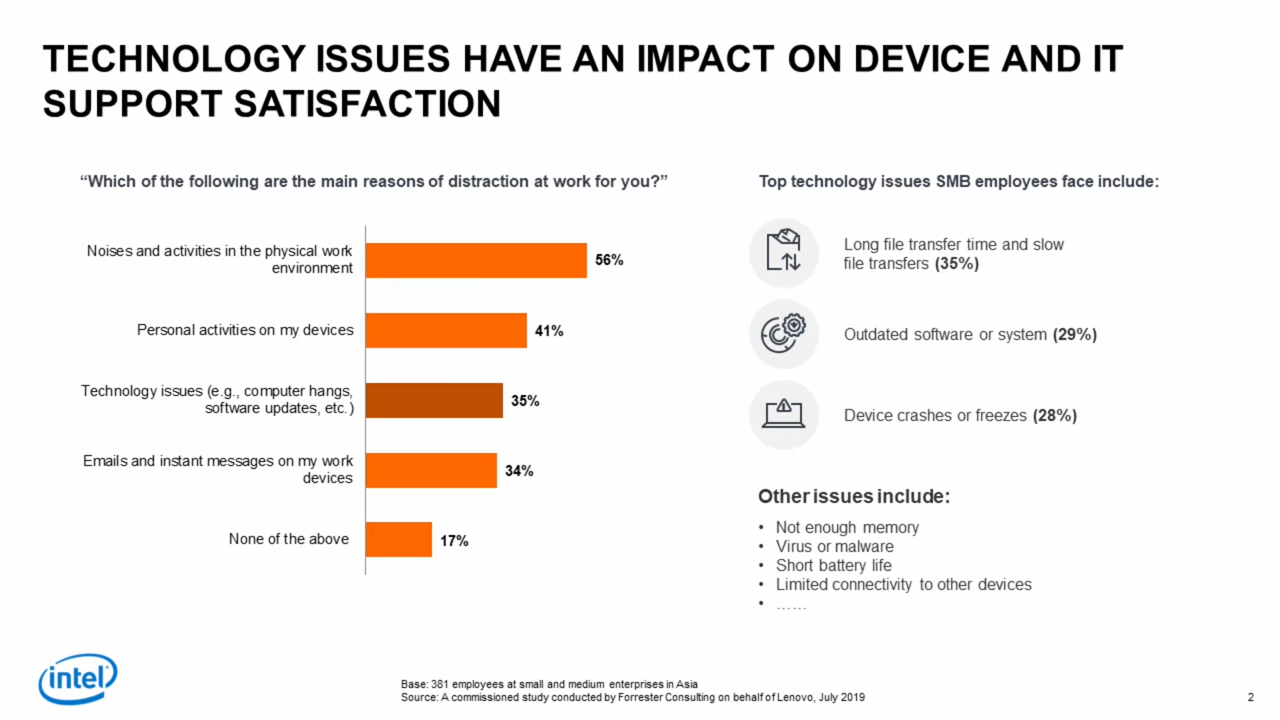 TECHNOLOGY ISSUES HAVE AN IMPACT ON DEVICE AND IT
SUPPORT SATISFACTION
“Which of the following are the main reasons of distraction at work for you?”
Noises and activities in the physical work
environment
56%
Personal activities on my devices
41%
Technology issues (e.g., computer hangs,
software updates, etc.)
35%
Emails and instant messages on my work
devices
34%
None of the above
17%
Top technology issues SMB employees face include:
Long file transfer time and slow
file transfers (35%)
Outdated software or system (29%)
Device crashes or freezes (28%)
Other issues include:
• Not enough memory
• Virus or malware
• Short battery life
• Limited connectivity to other devices
• ……
intel
Base: 381 employees at small and medium enterprises in Asia
Source: A commissioned study conducted by Forrester Consulting on behalf of Lenovo, July 2019
2